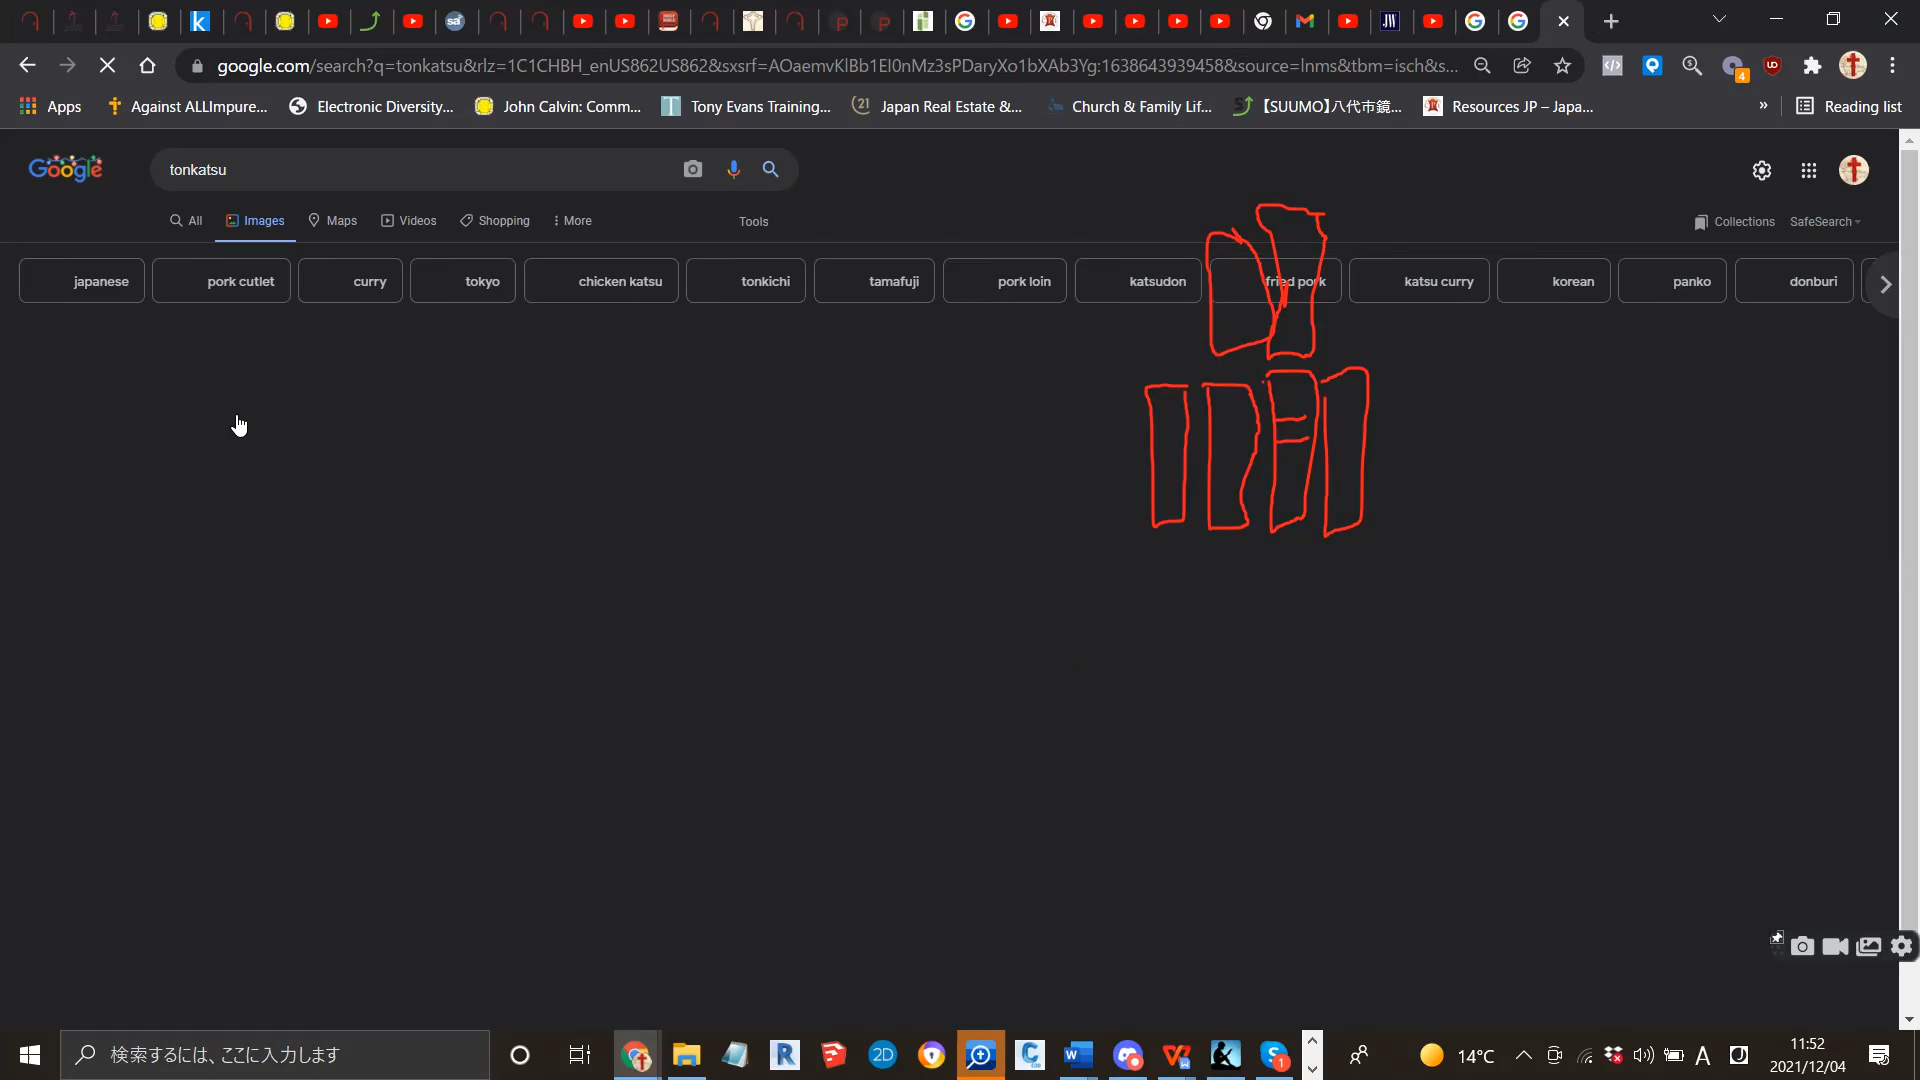 google.com/search?q=tonkatsu&rlz=1C1CHBH_enUS862US862&sxsrf=AOaemvKlBb1EI0nMz3sPDaryXo1bXAb3Yg:1638643939458&source=lnms&tbm=isch&s...
4
Apps Against ALLImpure... Electronic Diversity... John Calvin: Comm... Tony Evans Training... Japan Real Estate &... Church & Family Lif... 【SUUMO】八代市鏡... Resources JP – Japa... » Reading list
Google tonkatsu
All Images Maps Videos Shopping More Tools Collections SafeSearch
japanese pork cutlet curry tokyo chicken katsu tonkichi tamafuji pork loin katsudon fried pork katsu curry korean panko donburi
検索するには、ここに入力します 14°C A 11:52
2021/12/04